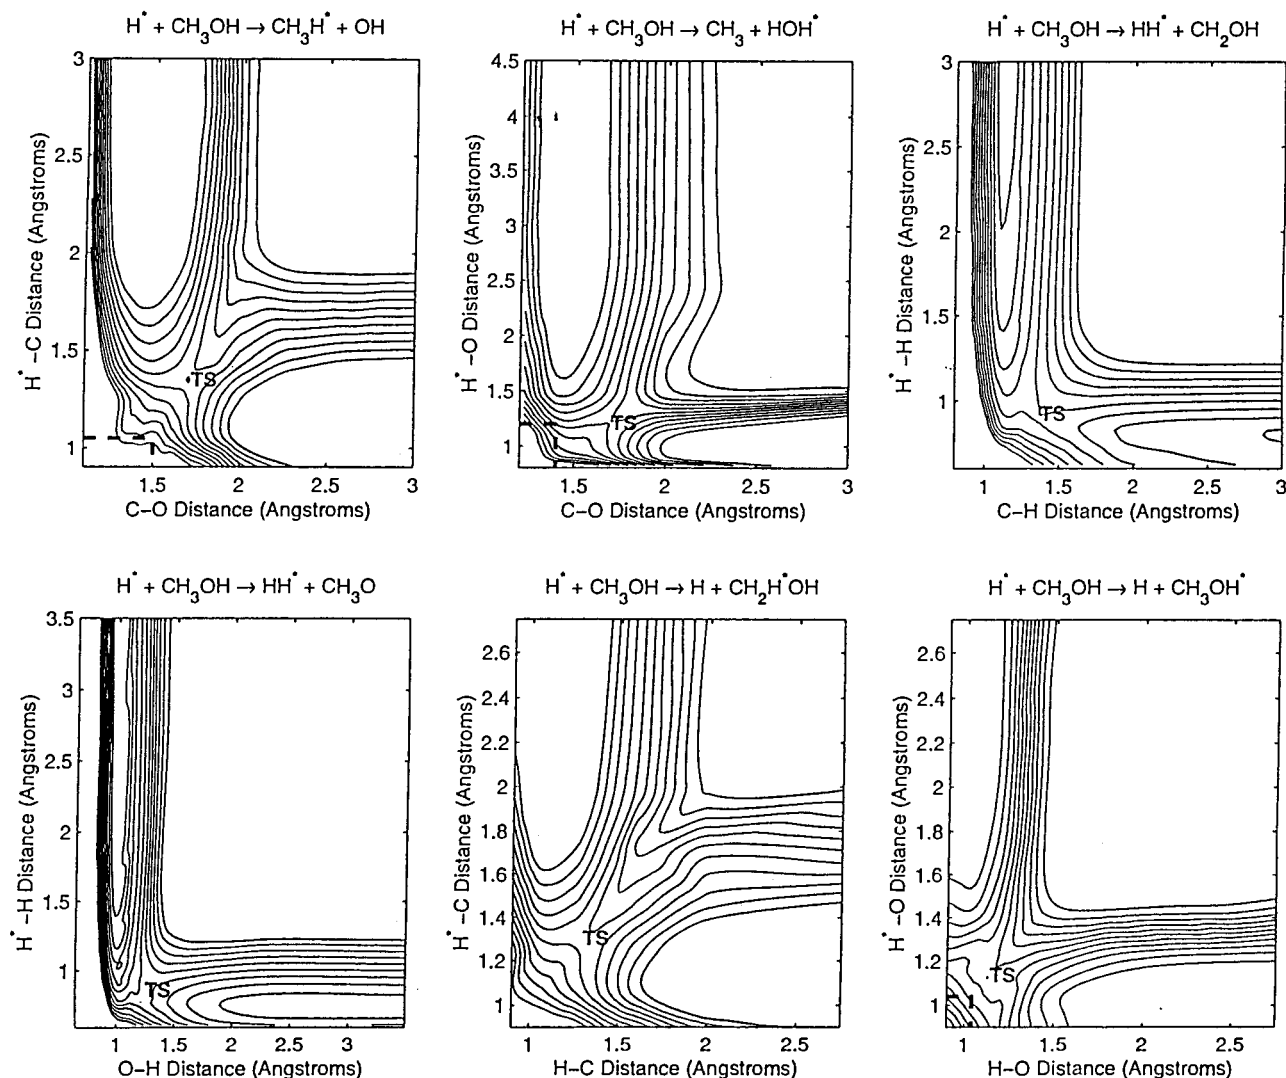 H* + CH3OH → CH3H* + OH
3
2.5
2
1.5
1
H* –C Distance (Angstroms)
TS
1.5 2 2.5 3
C–O Distance (Angstroms)
H* + CH3OH → CH3 + HOH*
4.5
4
3.5
3
2.5
2
1.5
1
H* –O Distance (Angstroms)
TS
1.5 2 2.5 3
C–O Distance (Angstroms)
H* + CH3OH → HH* + CH2OH
3
2.5
2
1.5
1
H* –H Distance (Angstroms)
TS
1 1.5 2 2.5 3
C–H Distance (Angstroms)
H* + CH3OH → HH* + CH3O
3.5
3
2.5
2
1.5
1
H* –H Distance (Angstroms)
TS
1 1.5 2 2.5 3 3.5
O–H Distance (Angstroms)
H* + CH3OH → H + CH2H*OH
2.6
2.4
2.2
2
1.8
1.6
1.4
1.2
1
H* –C Distance (Angstroms)
TS
1 1.5 2 2.5
H–C Distance (Angstroms)
H* + CH3OH → H + CH3OH*
2.6
2.4
2.2
2
1.8
1.6
1.4
1.2
1
H* –O Distance (Angstroms)
TS
1 1.5 2 2.5
H–O Distance (Angstroms)